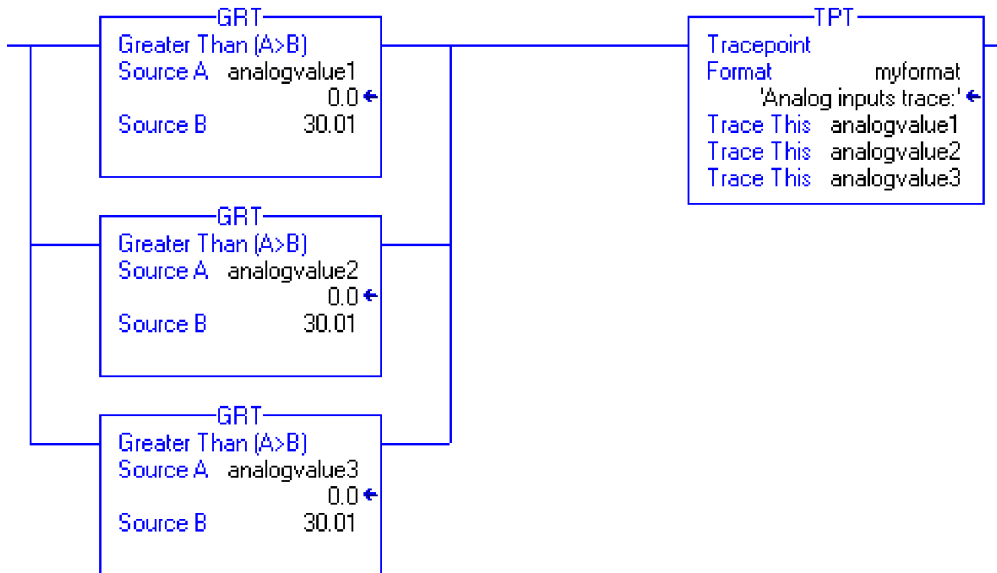 GRT
Greater Than (A>B)
Source A analogvalue1
0.0
Source B 30.01
TPT
Tracepoint
Format myformat
'Analog inputs trace:'
Trace This analogvalue1
Trace This analogvalue2
Trace This analogvalue3
GRT
Greater Than (A>B)
Source A analogvalue2
0.0
Source B 30.01
GRT
Greater Than (A>B)
Source A analogvalue3
0.0
Source B 30.01